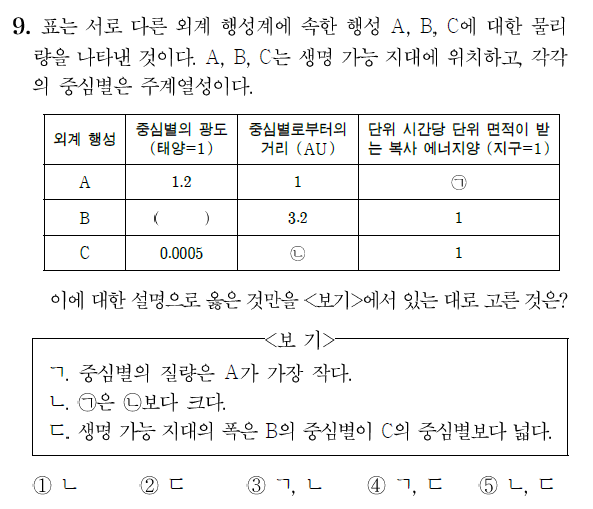 9. 표는 서로 다른 외계 행성계에 속한 행성 A, B, C에 대한 물리
량을 나타낸 것이다. A, B, C는 생명 가능 지대에 위치하고, 각각
의 중심별은 주계열성이다.
외계 행성 중심별의 광도 (태양=1) 중심별로부터의 거리 (AU) 단위 시간당 단위 면적이 받는 복사 에너지양 (지구=1)
A 1.2 1 ㉠
B ( ) 3.2 1
C 0.0005 ㉡ 1
이에 대한 설명으로 옳은 것만을 <보기>에서 있는 대로 고른 것은?
<보 기>
ㄱ. 중심별의 질량은 A가 가장 작다.
ㄴ. ㉠은 ㉡보다 크다.
ㄷ. 생명 가능 지대의 폭은 B의 중심별이 C의 중심별보다 넓다.
① ㄴ ② ㄷ ③ ㄱ, ㄴ ④ ㄱ, ㄷ ⑤ ㄴ, ㄷ